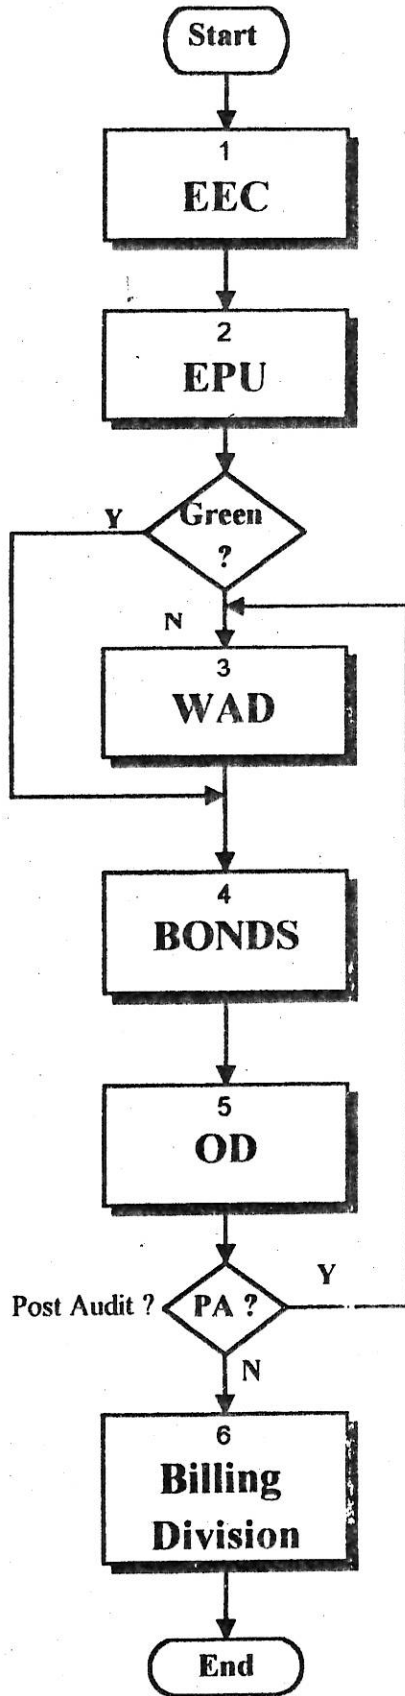 Start
1
EEC
2
EPU
Y
Green
?
N
3
WAD
4
BONDS
5
OD
Y
Post Audit ?
PA ?
N
6
Billing
Division
End